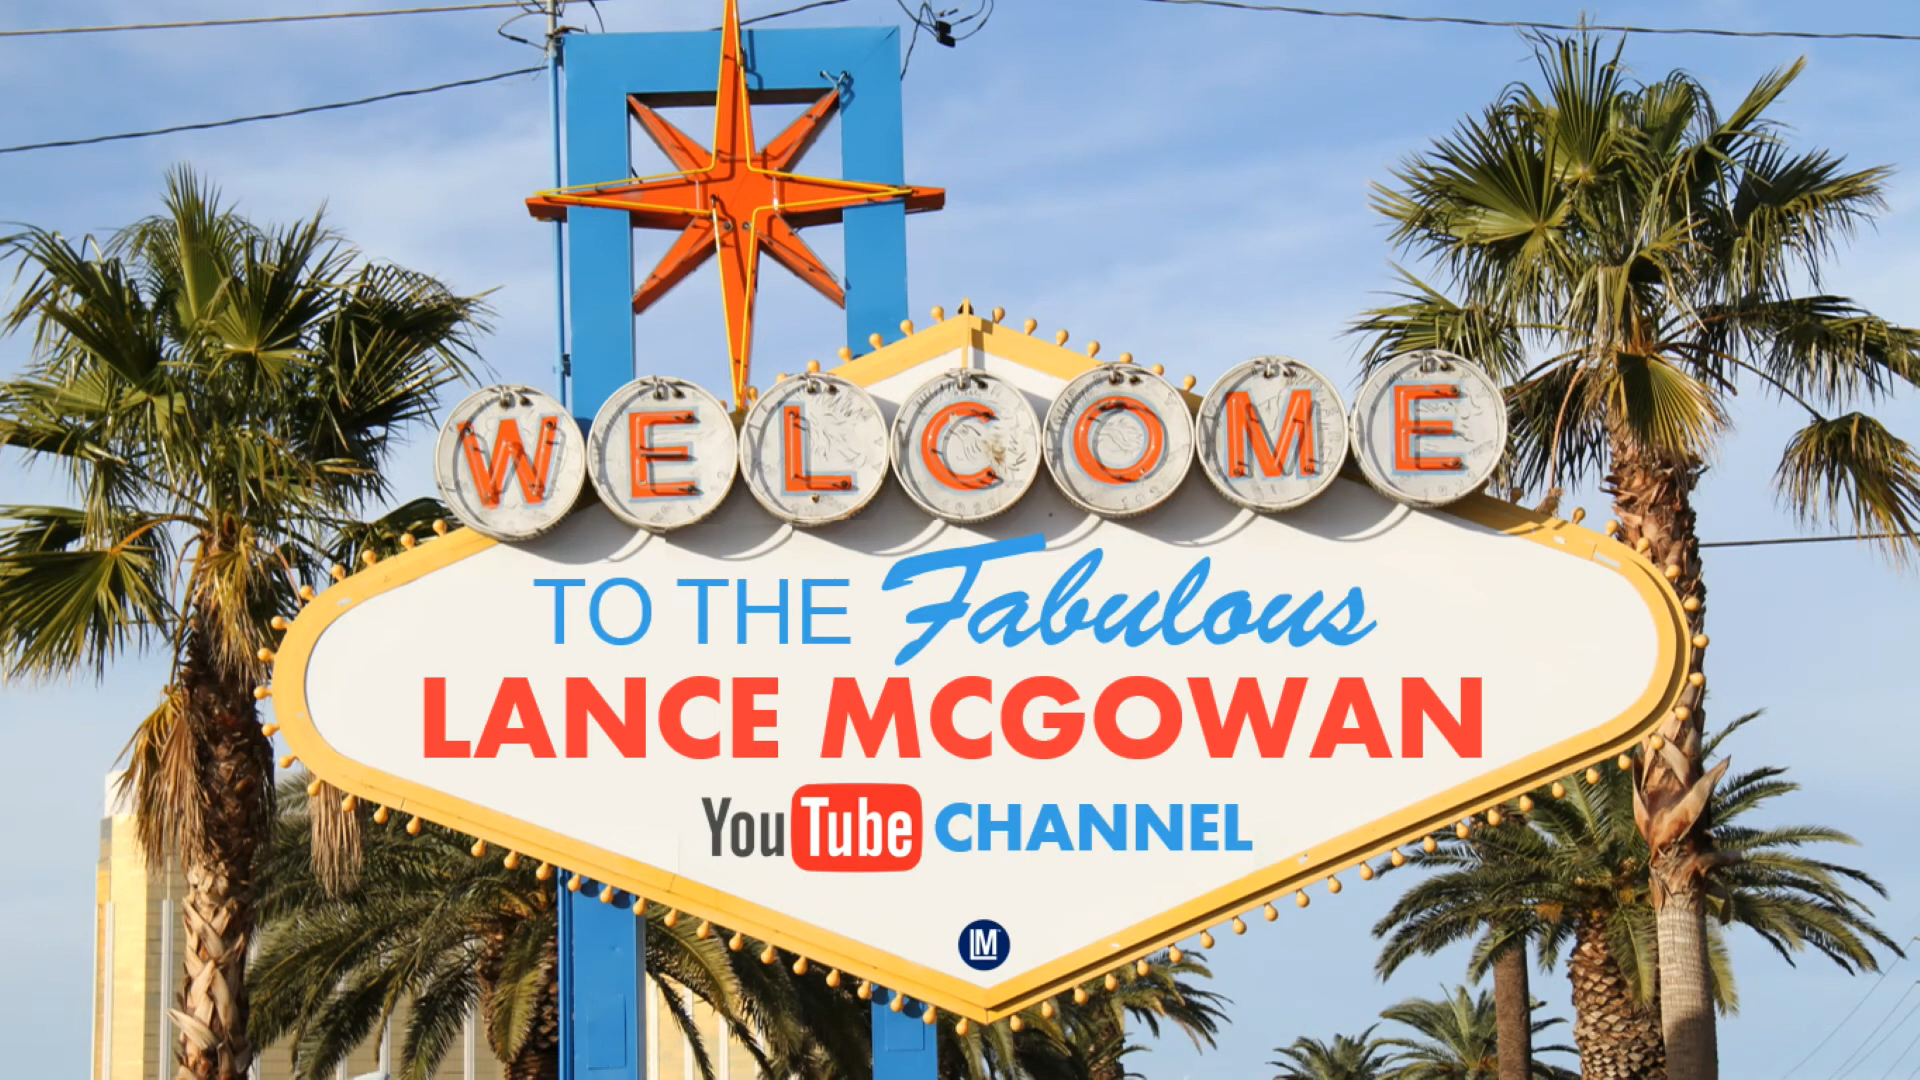 WELCOME
TO THE Fabulous
LANCE MCGOWAN
YouTube CHANNEL
LM